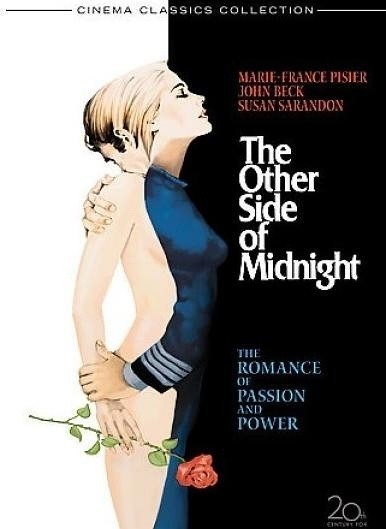 CINEMA CLASSICS COLLECTION
MARIE-FRANCE PISIER
JOHN BECK
SUSAN SARANDON
The
Other
Side
of
Midnight
THE
ROMANCE
OF
PASSION
AND
POWER
20th
CENTURY FOX